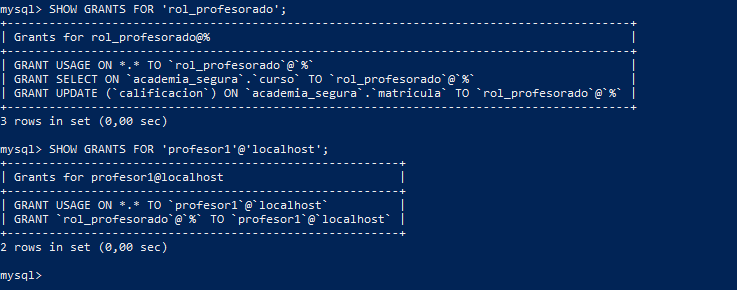 mysql> SHOW GRANTS FOR 'rol_profesorado';
+-----------------------------------------------------------------------------------------+
| Grants for rol_profesorado@%                                                            |
+-----------------------------------------------------------------------------------------+
| GRANT USAGE ON *.* TO `rol_profesorado`@`%`                                             |
| GRANT SELECT ON `academia_segura`.`curso` TO `rol_profesorado`@`%`                      |
| GRANT UPDATE (`calificacion`) ON `academia_segura`.`matricula` TO `rol_profesorado`@`%` |
+-----------------------------------------------------------------------------------------+
3 rows in set (0,00 sec)
mysql> SHOW GRANTS FOR 'profesor1'@'localhost';
+--------------------------------------------------------+
| Grants for profesor1@localhost                         |
+--------------------------------------------------------+
| GRANT USAGE ON *.* TO `profesor1`@`localhost`          |
| GRANT `rol_profesorado`@`%` TO `profesor1`@`localhost` |
+--------------------------------------------------------+
2 rows in set (0,00 sec)
mysql>